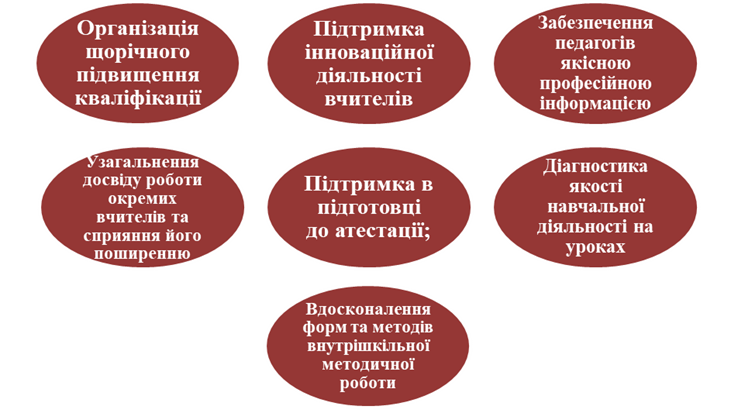 Організація
щорічного
підвищення
кваліфікації
Підтримка
інноваційної
діяльності
вчителів
Забезпечення
педагогів
якісною
професійною
інформацією
Узагальнення
досвіду роботи
окремих
вчителів та
сприяння його
поширенню
Підтримка в
підготовці
до атестації;
Діагностика
якості
навчальної
діяльності на
уроках
Вдосконалення
форм та методів
внутрішкільної
методичної
роботи